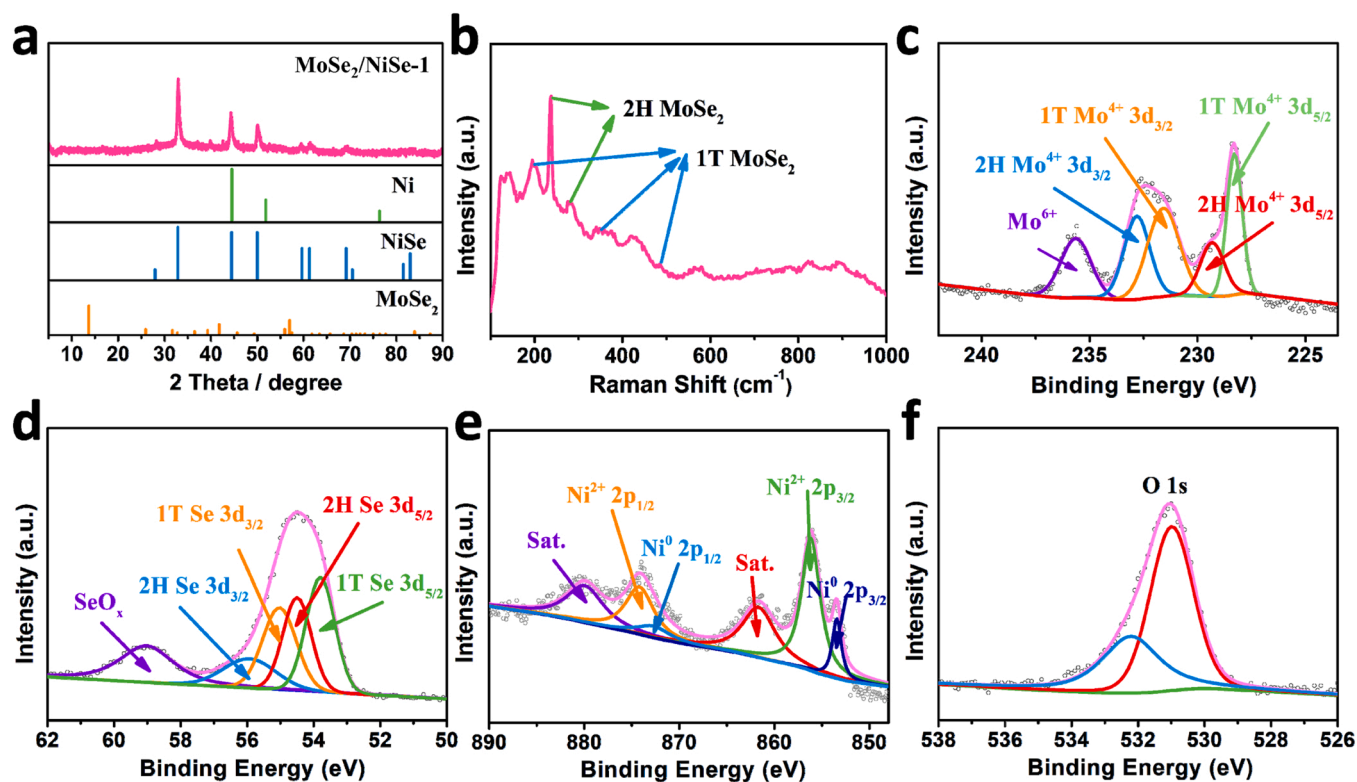 a
MoSe₂/NiSe-1
Ni
NiSe
MoSe₂
10 20 30 40 50 60 70 80 90
2 Theta / degree
b
2H MoSe₂
1T MoSe₂
Intensity (a.u.)
200 400 600 800 1000
Raman Shift (cm⁻¹)
c
1T Mo⁴⁺ 3d₃/₂
1T Mo⁴⁺ 3d₅/₂
2H Mo⁴⁺ 3d₃/₂
2H Mo⁴⁺ 3d₅/₂
Mo⁶⁺
Intensity (a.u.)
240 235 230 225
Binding Energy (eV)
d
1T Se 3d₃/₂
2H Se 3d₅/₂
2H Se 3d₃/₂
1T Se 3d₅/₂
SeOₓ
Intensity (a.u.)
62 60 58 56 54 52 50
Binding Energy (eV)
e
Ni²⁺ 2p₁/₂
Ni²⁺ 2p₃/₂
Sat.
Ni⁰ 2p₁/₂
Sat.
Ni⁰ 2p₃/₂
Intensity (a.u.)
890 880 870 860 850
Binding Energy (eV)
f
O 1s
Intensity (a.u.)
538 536 534 532 530 528 526
Binding Energy (eV)